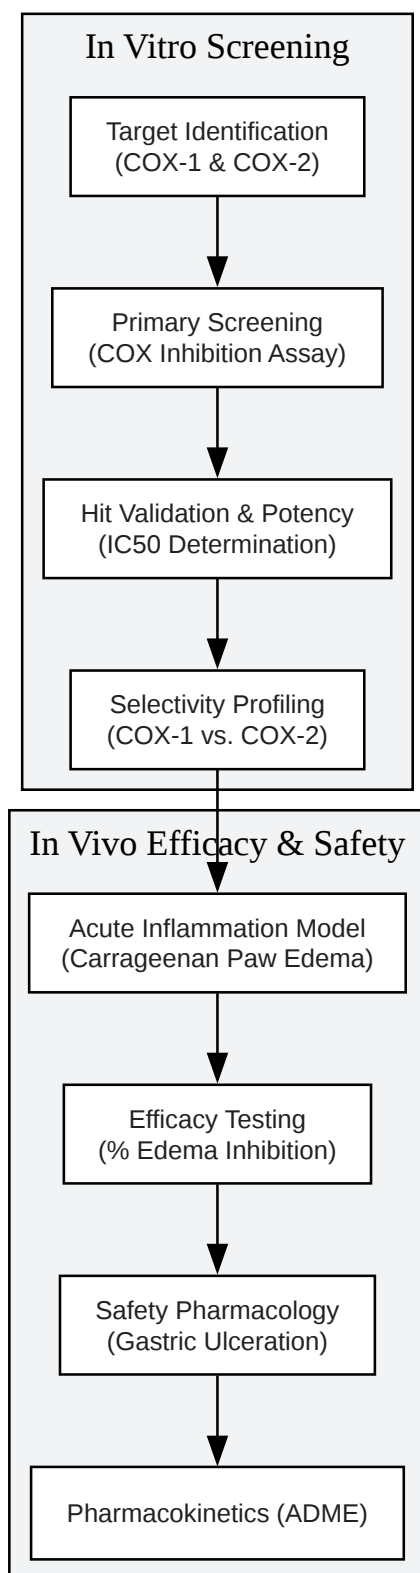 In Vitro Screening
Target Identification
(COX-1 & COX-2)
Primary Screening
(COX Inhibition Assay)
Hit Validation & Potency
(IC50 Determination)
Selectivity Profiling
(COX-1 vs. COX-2)
In Vivo Efficacy & Safety
Acute Inflammation Model
(Carrageenan Paw Edema)
Efficacy Testing
(% Edema Inhibition)
Safety Pharmacology
(Gastric Ulceration)
Pharmacokinetics (ADME)